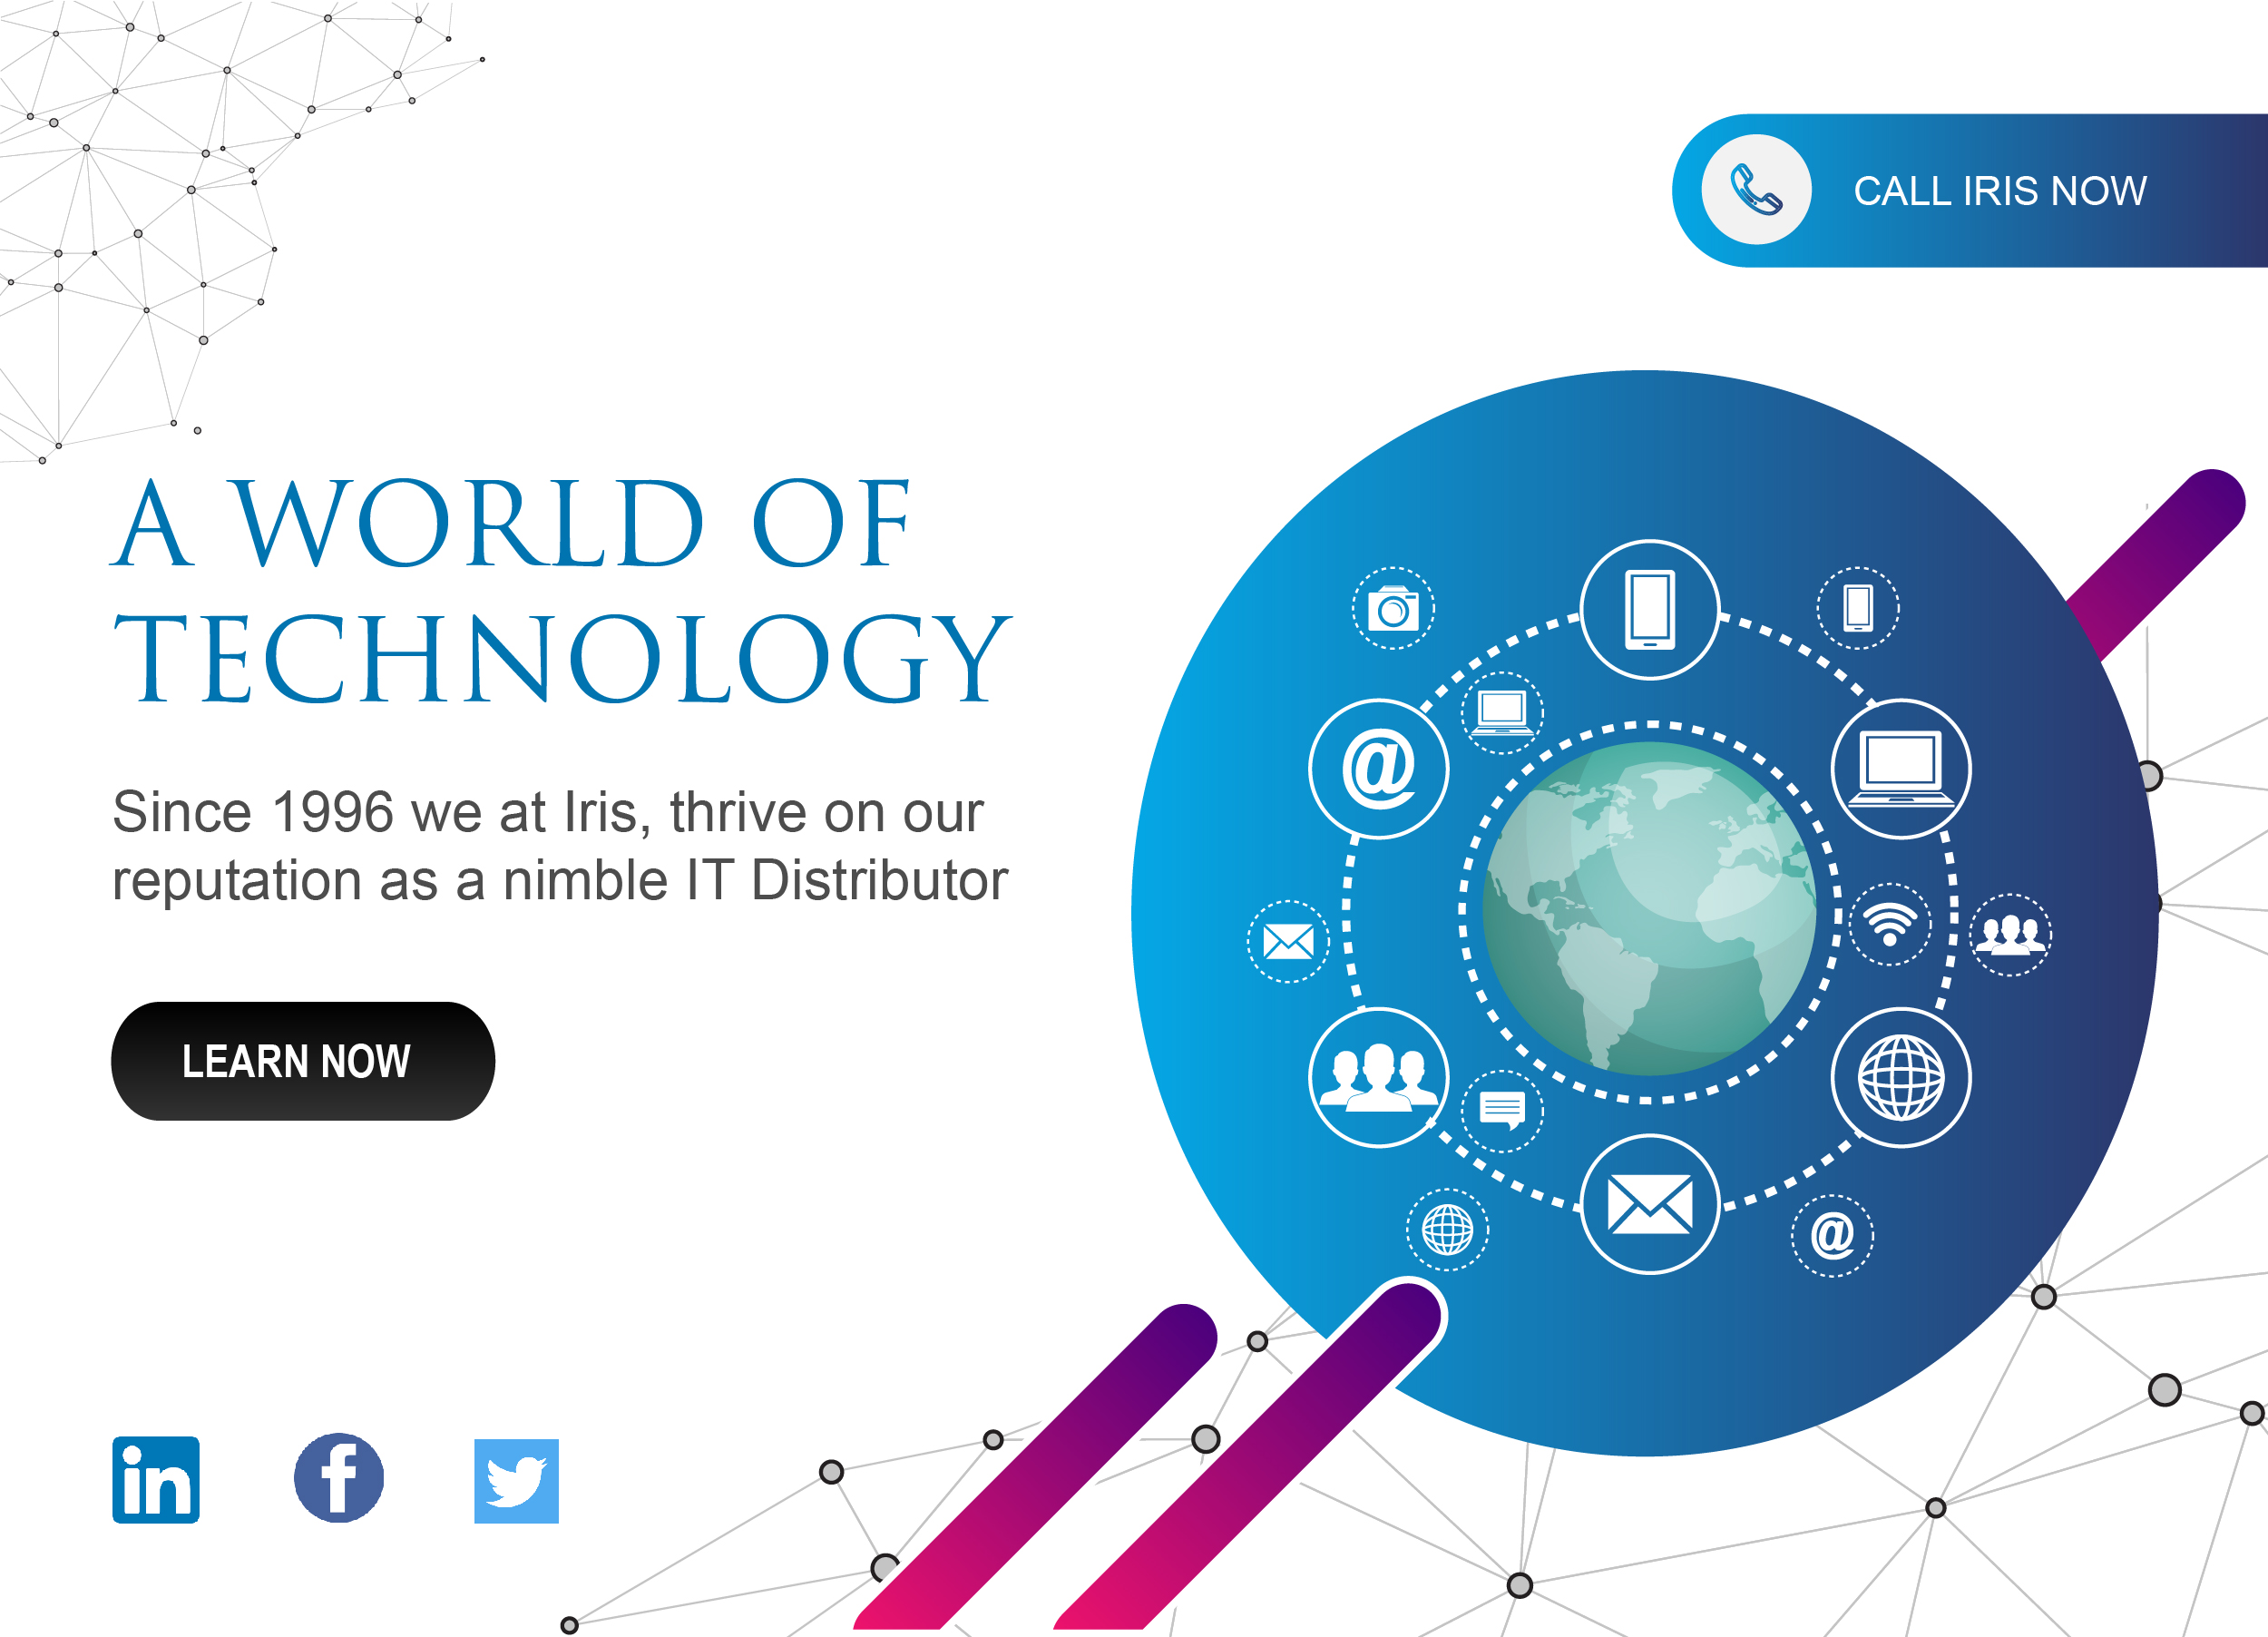 CALL IRIS NOW
A WORLD OF
TECHNOLOGY
Since 1996 we at Iris, thrive on our
reputation as a nimble IT Distributor
LEARN NOW
in
f
@
@